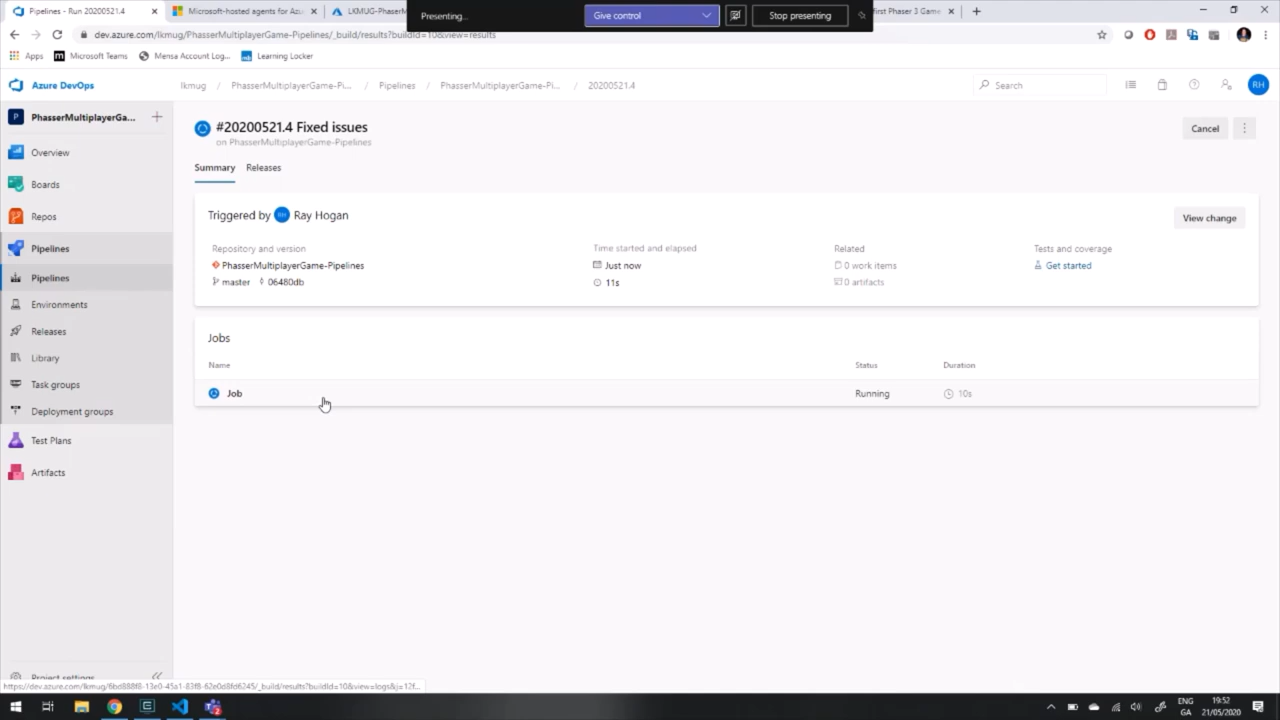 Pipelines - Run 20200521.4
Microsoft-hosted agents for Azu
LKMUG-PhaserM
Presenting...
Give control
Stop presenting
first Phaser 3 Game
dev.azure.com/lkmug/PhasserMultiplayerGame-Pipelines/_build/results?buildId=10&view=results
Apps
Microsoft Teams
Mensa Account Log...
Learning Locker
Azure DevOps
lkmug / PhasserMultiplayerGame-Pi... / Pipelines / PhasserMultiplayerGame-Pi... / 20200521.4
Search
RH
P
PhasserMultiplayerGa...
Overview
Boards
Repos
Pipelines
Pipelines
Environments
Releases
Library
Task groups
Deployment groups
Test Plans
Artifacts
Project settings
#20200521.4 Fixed issues
on PhasserMultiplayerGame-Pipelines
Cancel
Summary Releases
Triggered by RH Ray Hogan
View change
Repository and version
PhasserMultiplayerGame-Pipelines
master 06480db
Time started and elapsed
Just now
11s
Related
0 work items
0 artifacts
Tests and coverage
Get started
Jobs
Name Status Duration
Job Running 10s
ENG
GA
19:52
21/05/2020